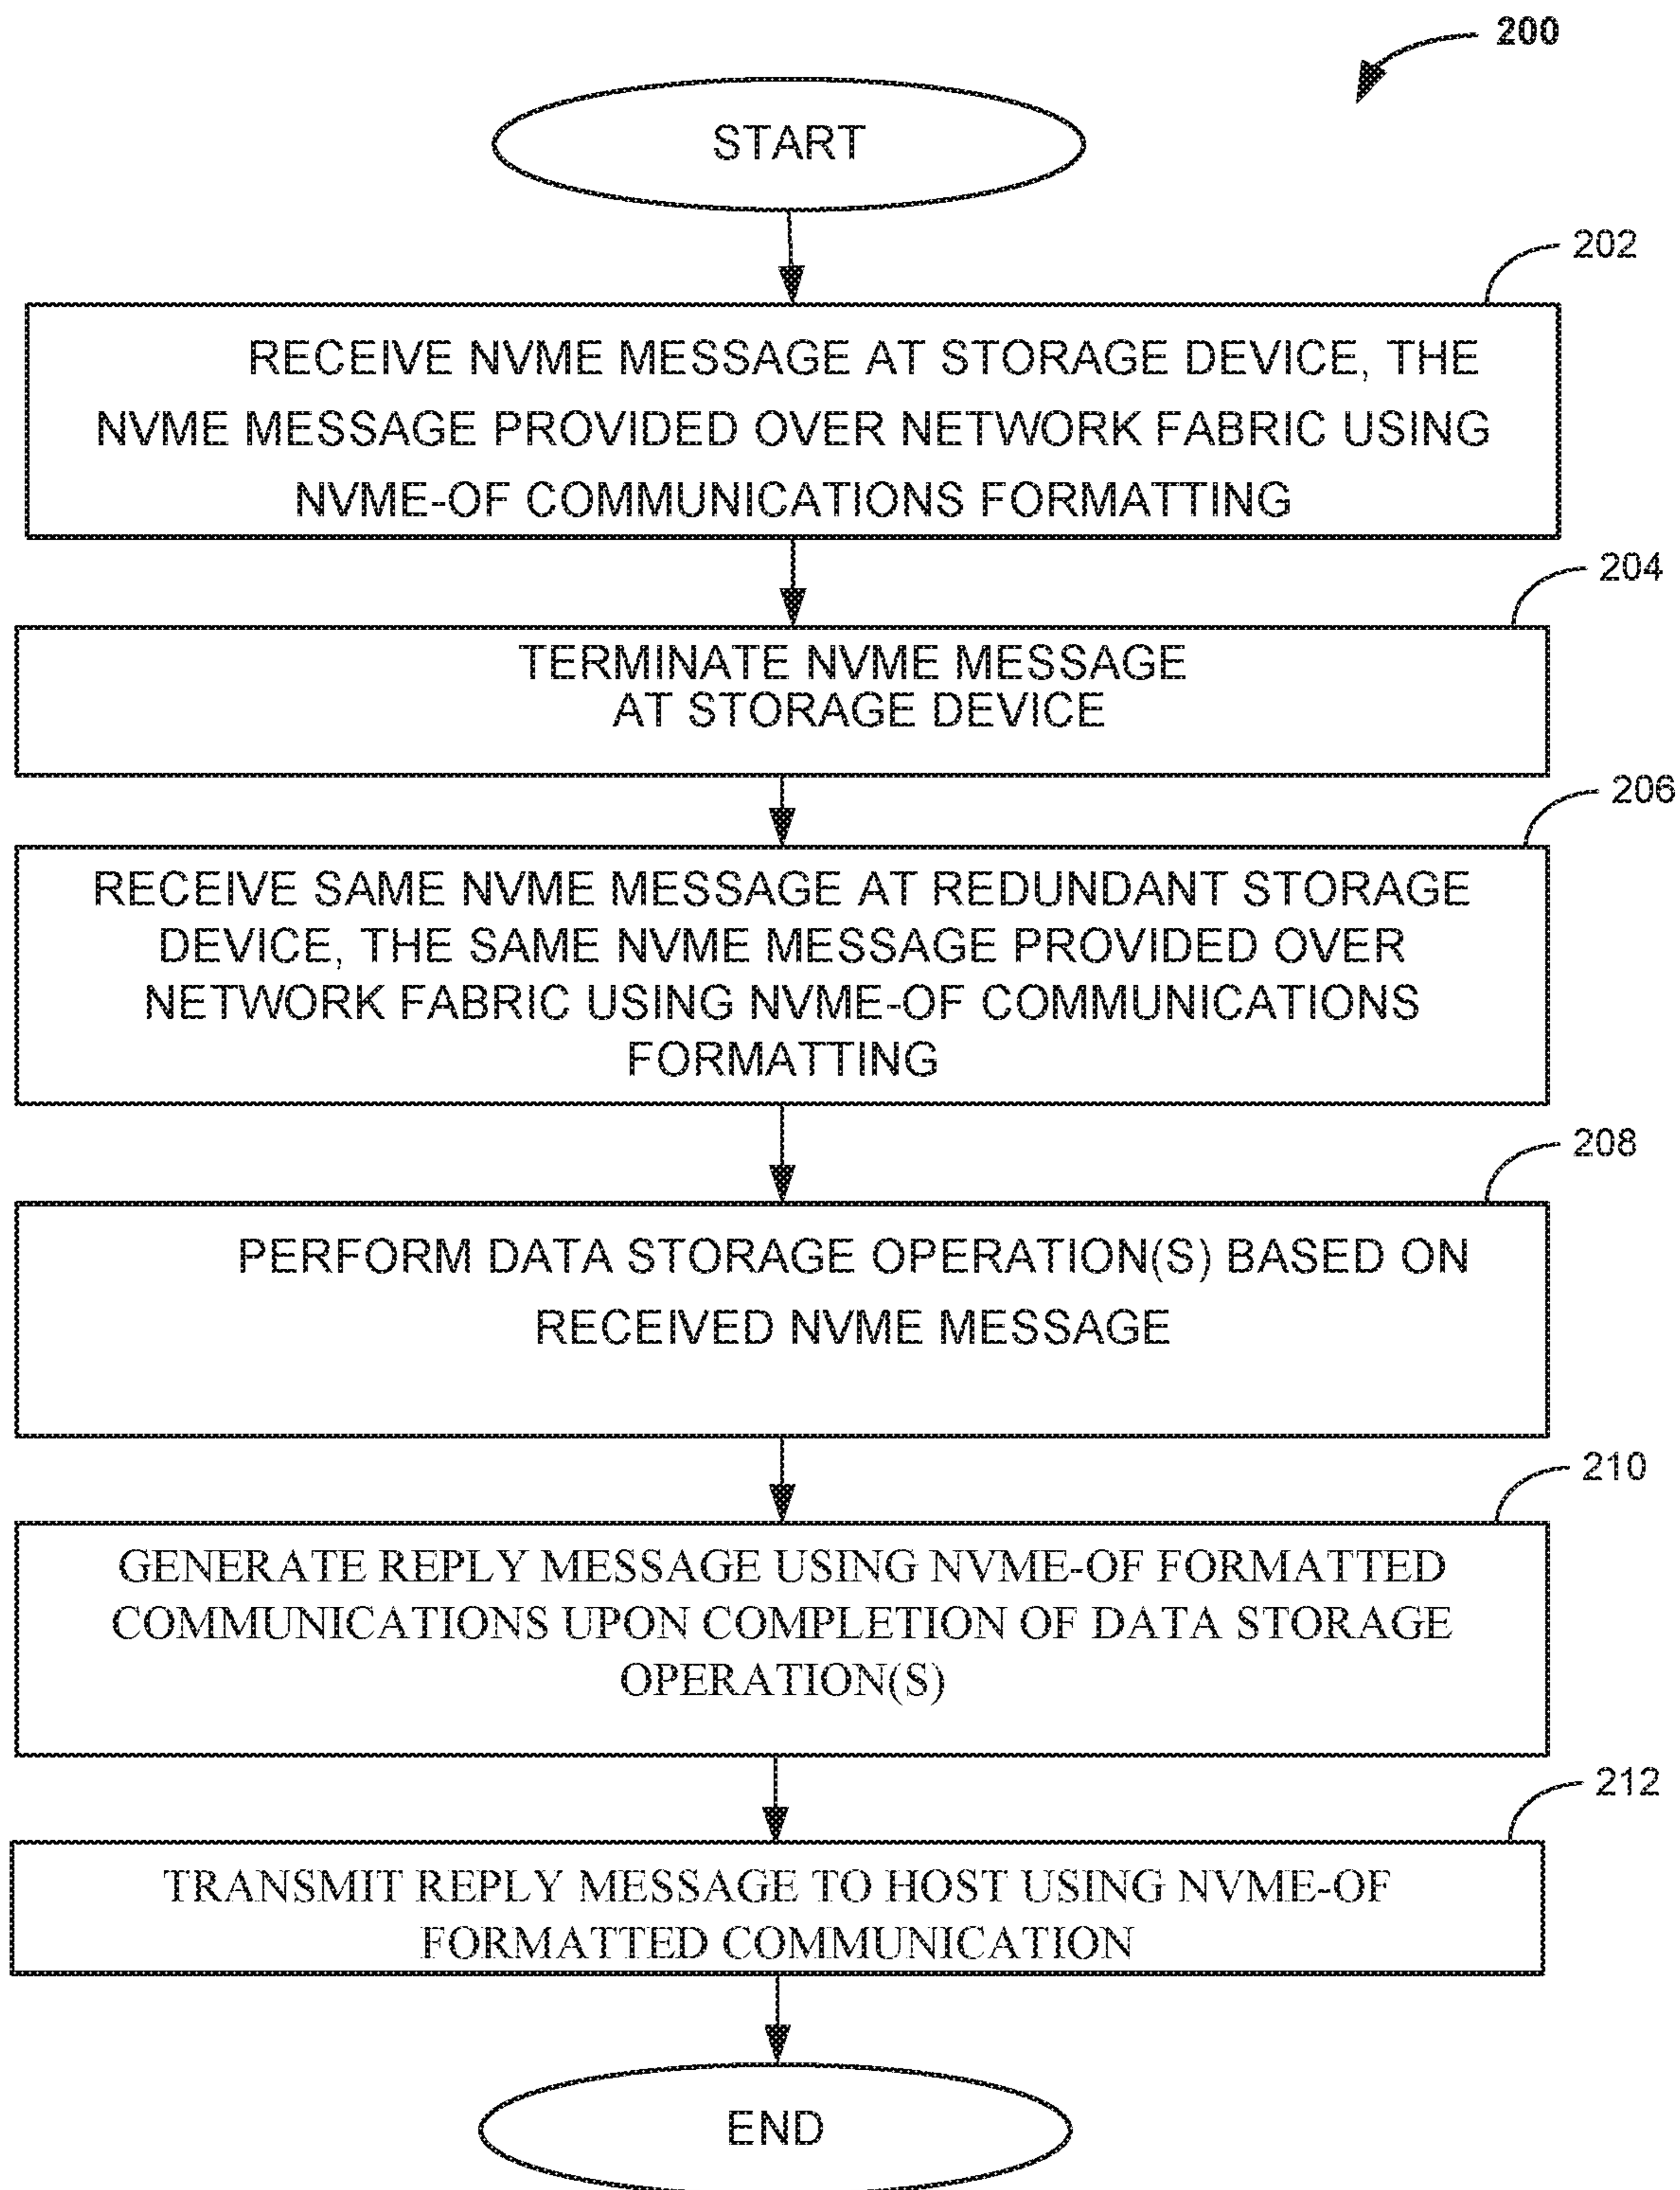 200
START
202
RECEIVE NVME MESSAGE AT STORAGE DEVICE, THE
NVME MESSAGE PROVIDED OVER NETWORK FABRIC USING
NVME-OF COMMUNICATIONS FORMATTING
204
TERMINATE NVME MESSAGE
AT STORAGE DEVICE
206
RECEIVE SAME NVME MESSAGE AT REDUNDANT STORAGE
DEVICE, THE SAME NVME MESSAGE PROVIDED OVER
NETWORK FABRIC USING NVME-OF COMMUNICATIONS
FORMATTING
208
PERFORM DATA STORAGE OPERATION(S) BASED ON
RECEIVED NVME MESSAGE
210
GENERATE REPLY MESSAGE USING NVME-OF FORMATTED
COMMUNICATIONS UPON COMPLETION OF DATA STORAGE
OPERATION(S)
212
TRANSMIT REPLY MESSAGE TO HOST USING NVME-OF
FORMATTED COMMUNICATION
END